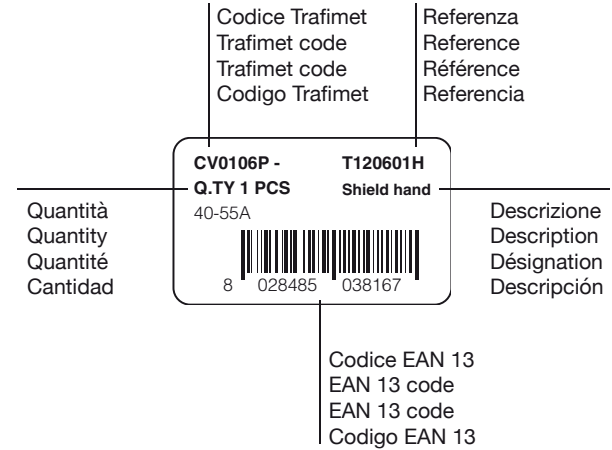 Codice Trafimet
Trafimet code
Trafimet code
Codigo Trafimet
Referenza
Reference
Référence
Referencia
CV0106P - T120601H
Q.TY 1 PCS Shield hand
40-55A
8 028485 038167
Quantità
Quantity
Quantité
Cantidad
Descrizione
Description
Désignation
Descripción
Codice EAN 13
EAN 13 code
EAN 13 code
Codigo EAN 13